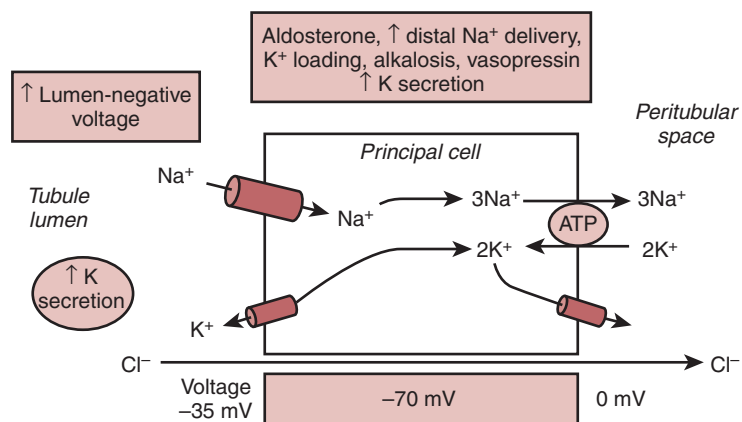 Aldosterone, ↑ distal Na⁺ delivery,
K⁺ loading, alkalosis, vasopressin
↑ K secretion
↑ Lumen-negative
voltage
Peritubular
space
Principal cell
Tubule
lumen
Na⁺
Na⁺
3Na⁺
3Na⁺
ATP
2K⁺
2K⁺
↑ K
secretion
K⁺
Cl⁻
Cl⁻
Voltage
–35 mV
–70 mV
0 mV